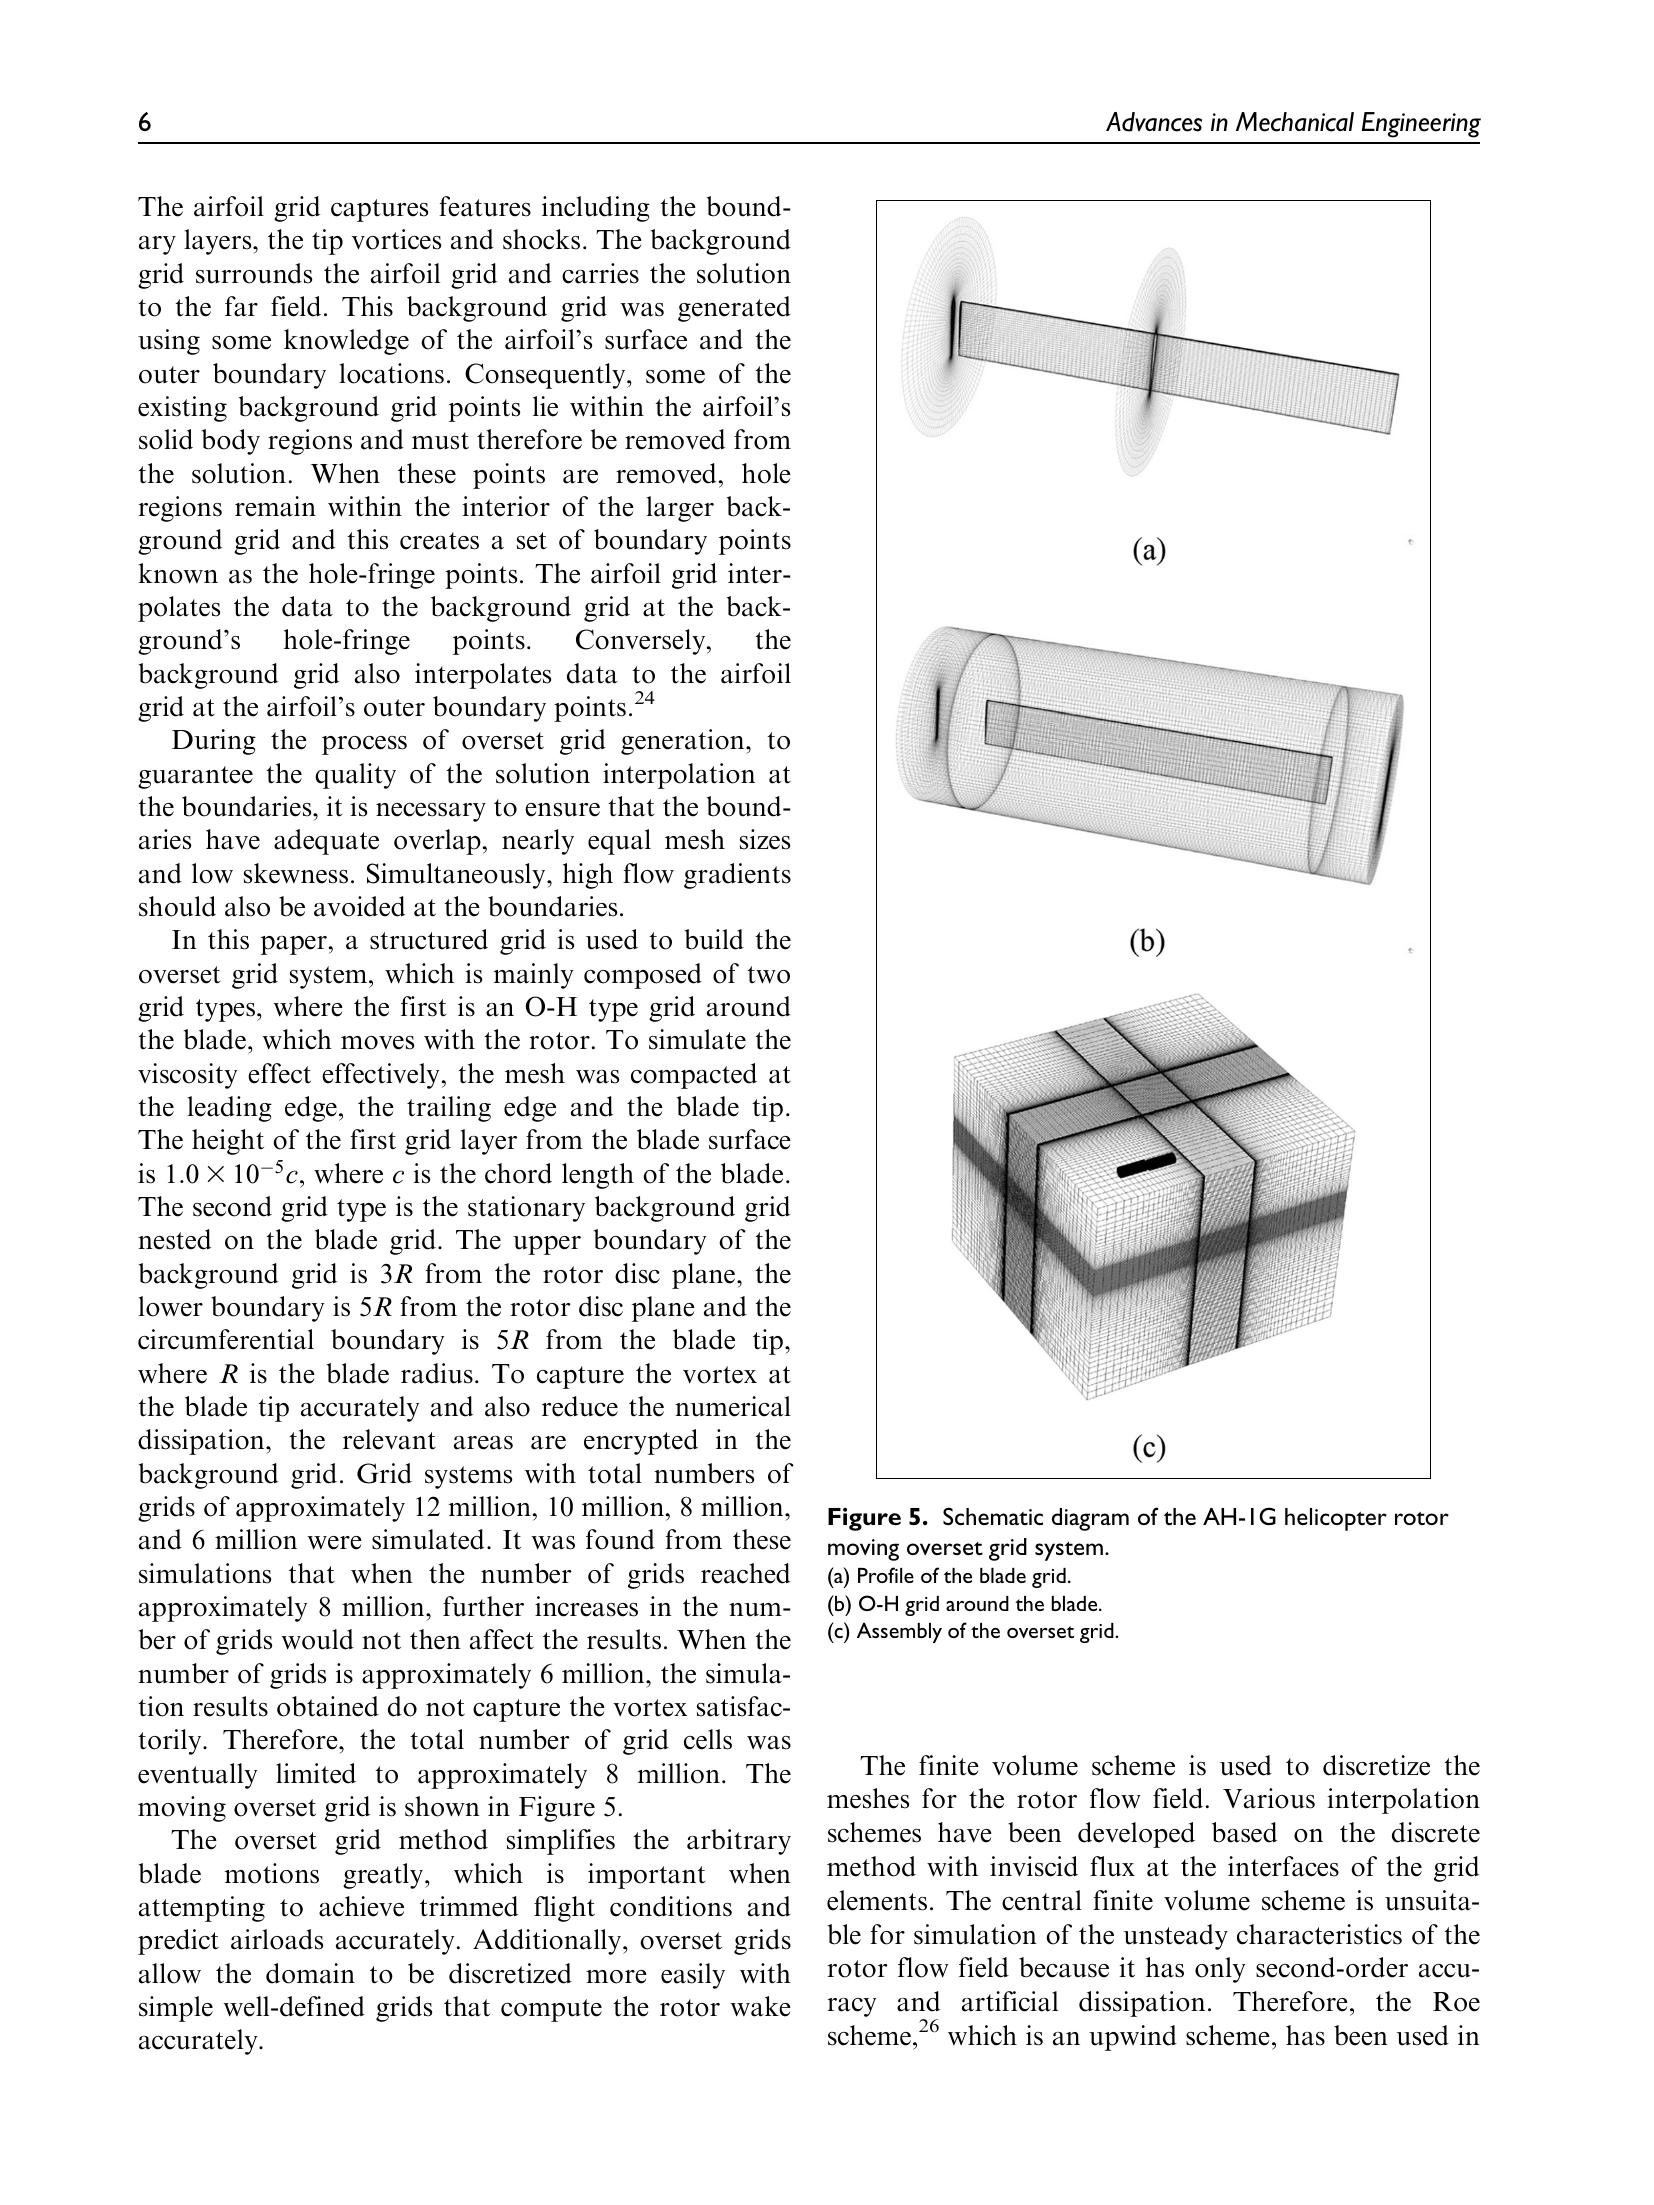 6
Advances in Mechanical Engineering
The airfoil grid captures features including the bound-
ary layers, the tip vortices and shocks. The background
grid surrounds the airfoil grid and carries the solution
to the far field. This background grid was generated
using some knowledge of the airfoil's surface and the
outer boundary locations. Consequently, some of the
existing background grid points lie within the airfoil's
solid body regions and must therefore be removed from
the solution. When these points are removed, hole
regions remain within the interior of the larger back-
ground grid and this creates a set of boundary points
known as the hole-fringe points. The airfoil grid inter-
polates the data to the background grid at the back-
ground's hole-fringe points. Conversely, the
background grid also interpolates data to the airfoil
grid at the airfoil's outer boundary points.24
During the process of overset grid generation, to
guarantee the quality of the solution interpolation at
the boundaries, it is necessary to ensure that the bound-
aries have adequate overlap, nearly equal mesh sizes
and low skewness. Simultaneously, high flow gradients
should also be avoided at the boundaries.
In this paper, a structured grid is used to build the
overset grid system, which is mainly composed of two
grid types, where the first is an O-H type grid around
the blade, which moves with the rotor. To simulate the
viscosity effect effectively, the mesh was compacted at
the leading edge, the trailing edge and the blade tip.
The height of the first grid layer from the blade surface
is 1.0 × 10−5c, where c is the chord length of the blade.
The second grid type is the stationary background grid
nested on the blade grid. The upper boundary of the
background grid is 3R from the rotor disc plane, the
lower boundary is 5R from the rotor disc plane and the
circumferential boundary is 5R from the blade tip,
where R is the blade radius. To capture the vortex at
the blade tip accurately and also reduce the numerical
dissipation, the relevant areas are encrypted in the
background grid. Grid systems with total numbers of
grids of approximately 12 million, 10 million, 8 million,
and 6 million were simulated. It was found from these
simulations that when the number of grids reached
approximately 8 million, further increases in the num-
ber of grids would not then affect the results. When the
number of grids is approximately 6 million, the simula-
tion results obtained do not capture the vortex satisfac-
torily. Therefore, the total number of grid cells was
eventually limited to approximately 8 million. The
moving overset grid is shown in Figure 5.
The overset grid method simplifies the arbitrary
blade motions greatly, which is important when
attempting to achieve trimmed flight conditions and
predict airloads accurately. Additionally, overset grids
allow the domain to be discretized more easily with
simple well-defined grids that compute the rotor wake
accurately.
(a)
(b)
(c)
Figure 5. Schematic diagram of the AH-1G helicopter rotor
moving overset grid system.
(a) Profile of the blade grid.
(b) O-H grid around the blade.
(c) Assembly of the overset grid.
The finite volume scheme is used to discretize the
meshes for the rotor flow field. Various interpolation
schemes have been developed based on the discrete
method with inviscid flux at the interfaces of the grid
elements. The central finite volume scheme is unsuita-
ble for simulation of the unsteady characteristics of the
rotor flow field because it has only second-order accu-
racy and artificial dissipation. Therefore, the Roe
scheme,26 which is an upwind scheme, has been used in